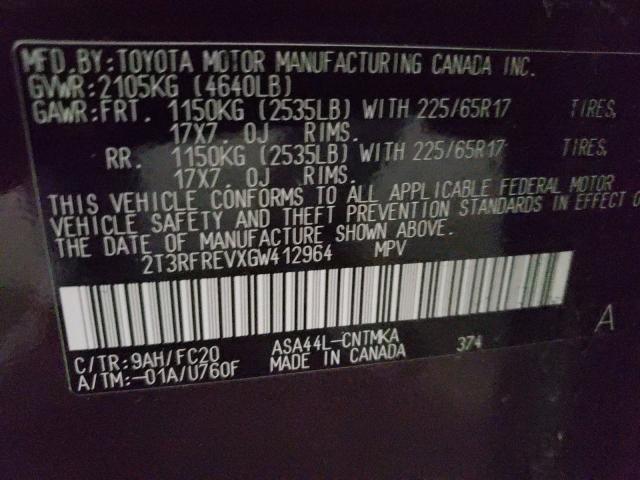 MFD.BY:TOYOTA MOTOR MANUFACTURING CANADA INC.
GVWR:2105KG (4640LB)
GAWR:FRT. 1150KG (2535LB) WITH 225/65R17 TIRES,
17X7.0J RIMS.
RR. 1150KG (2535LB) WITH 225/65R17 TIRES,
17X7.0J RIMS.
THIS VEHICLE CONFORMS TO ALL APPLICABLE FEDERAL MOTOR
VEHICLE SAFETY AND THEFT PREVENTION STANDARDS IN EFFECT O
THE DATE OF MANUFACTURE SHOWN ABOVE.
2T3RFREVXGW412964 MPV
A
C/TR:9AH/FC20 ASA44L-CNTMKA 374
A/TM:-01A/U760F MADE IN CANADA